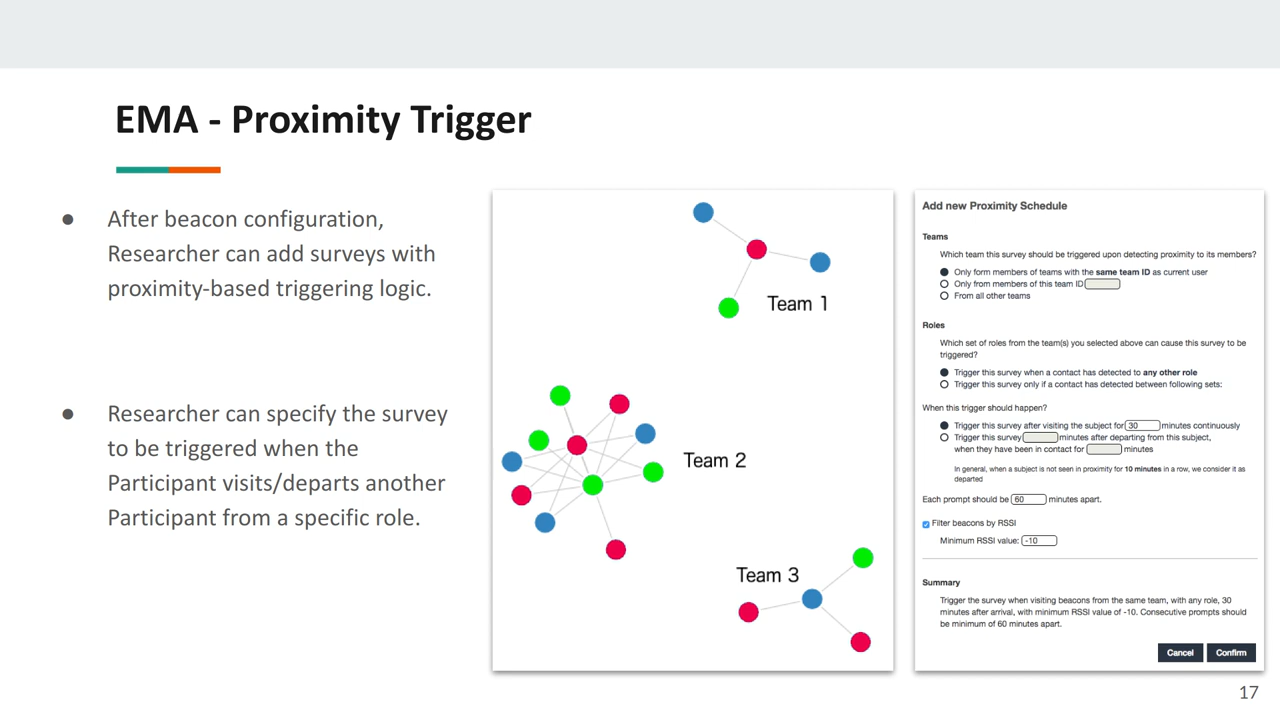 EMA - Proximity Trigger
● After beacon configuration,
Researcher can add surveys with
proximity-based triggering logic.
● Researcher can specify the survey
to be triggered when the
Participant visits/departs another
Participant from a specific role.
Team 1
Team 2
Team 3
Add new Proximity Schedule
Teams
Which team this survey should be triggered upon detecting proximity to its members?
Only form members of teams with the same team ID as current user
Only from members of this team ID
From all other teams
Roles
Which set of roles from the team(s) you selected above can cause this survey to be
triggered?
Trigger this survey when a contact has detected to any other role
Trigger this survey only if a contact has detected between following sets:
When this trigger should happen?
Trigger this survey after visiting the subject for 30 minutes continuously
Trigger this survey minutes after departing from this subject,
when they have been in contact for minutes
In general, when a subject is not seen in proximity for 10 minutes in a row, we consider it as
departed
Each prompt should be 60 minutes apart.
Filter beacons by RSSI
Minimum RSSI value: -10
Summary
Trigger the survey when visiting beacons from the same team, with any role, 30
minutes after arrival, with minimum RSSI value of -10. Consecutive prompts should
be minimum of 60 minutes apart.
Cancel Confirm
17